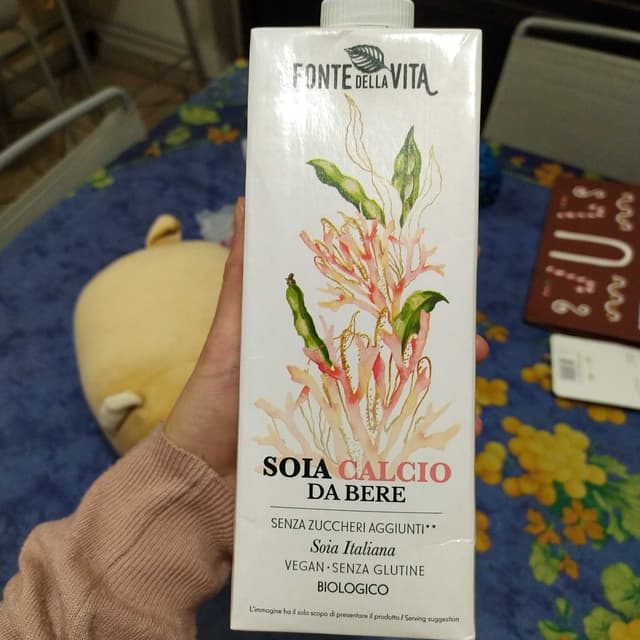 FONTE DELLA VITA
SOIA CALCIO
DA BERE
SENZA ZUCCHERI AGGIUNTI**
Soia Italiana
VEGAN · SENZA GLUTINE
BIOLOGICO
L'immagine ha il solo scopo di presentare il prodotto / Serving suggestion